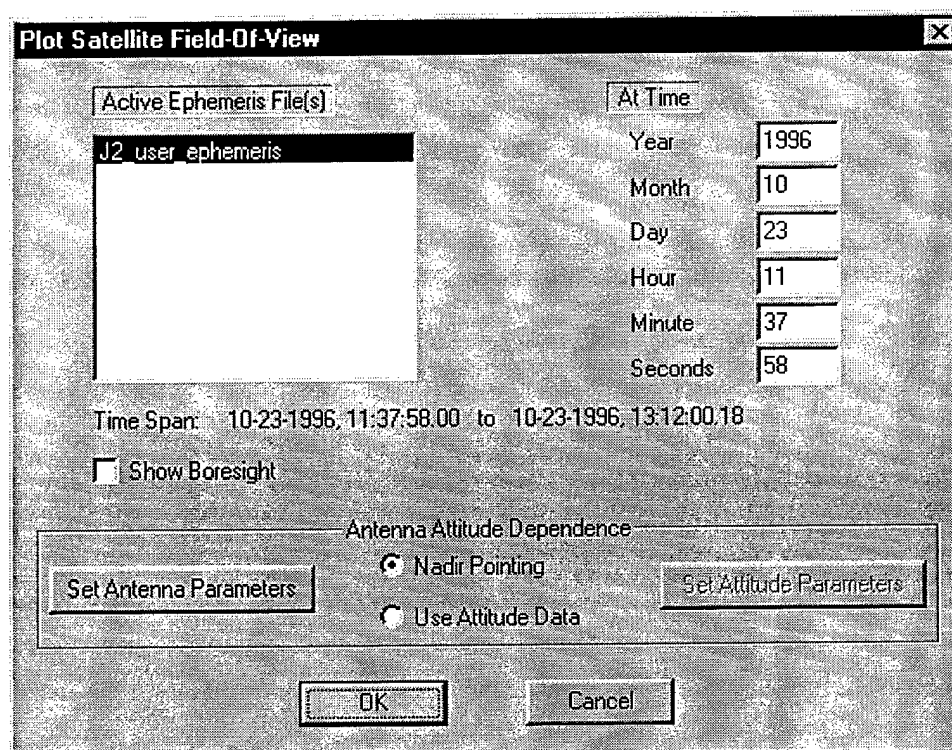 Plot Satellite Field-Of-View
Active Ephemeris File(s)
J2_user_ephemeris
At Time
Year 1996
Month 10
Day 23
Hour 11
Minute 37
Seconds 58
Time Span: 10-23-1996, 11:37:58.00 to 10-23-1996, 13:12:00.18
Show Boresight
Antenna Attitude Dependence
Set Antenna Parameters
Nadir Pointing
Use Attitude Data
Set Attitude Parameters
OK
Cancel